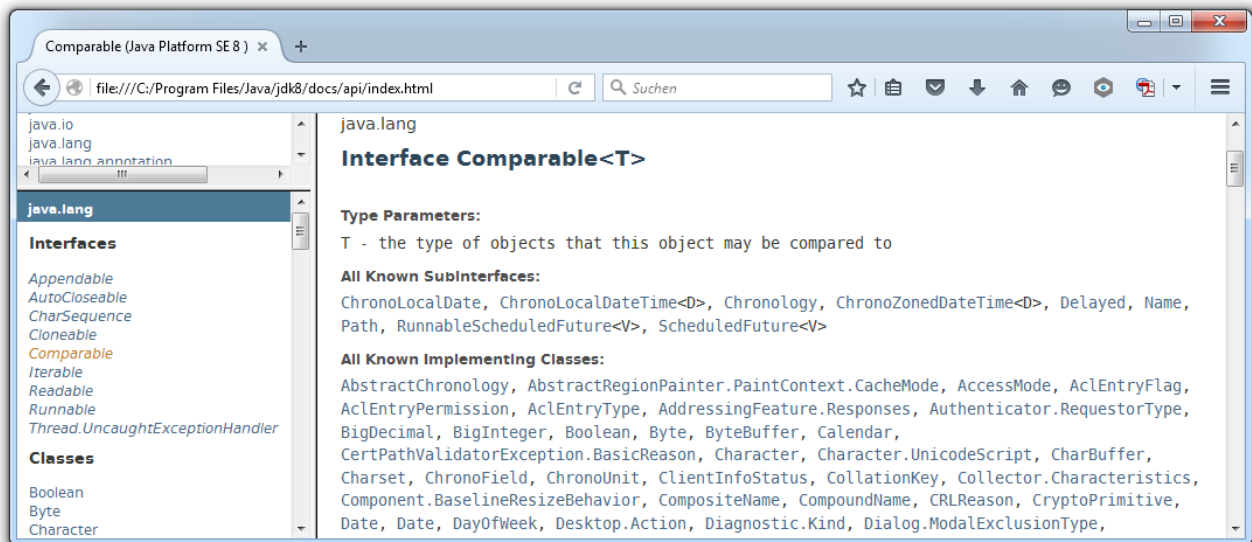 Comparable (Java Platform SE 8 )
file:///C:/Program Files/Java/jdk8/docs/api/index.html
Suchen
java.io
java.lang
java.lang.annotation
java.lang
Interfaces
Appendable
AutoCloseable
CharSequence
Cloneable
Comparable
Iterable
Readable
Runnable
Thread.UncaughtExceptionHandler
Classes
Boolean
Byte
Character
java.lang
Interface Comparable<T>
Type Parameters:
T - the type of objects that this object may be compared to
All Known Subinterfaces:
ChronoLocalDate, ChronoLocalDateTime<D>, Chronology, ChronoZonedDateTime<D>, Delayed, Name,
Path, RunnableScheduledFuture<V>, ScheduledFuture<V>
All Known Implementing Classes:
AbstractChronology, AbstractRegionPainter.PaintContext.CacheMode, AccessMode, AclEntryFlag,
AclEntryPermission, AclEntryType, AddressingFeature.Responses, Authenticator.RequestorType,
BigDecimal, BigInteger, Boolean, Byte, ByteBuffer, Calendar,
CertPathValidatorException.BasicReason, Character, Character.UnicodeScript, CharBuffer,
Charset, ChronoField, ChronoUnit, ClientInfoStatus, CollationKey, Collector.Characteristics,
Component.BaselineResizeBehavior, CompositeName, CompoundName, CRLReason, CryptoPrimitive,
Date, Date, DayOfWeek, Desktop.Action, Diagnostic.Kind, Dialog.ModalExclusionType,